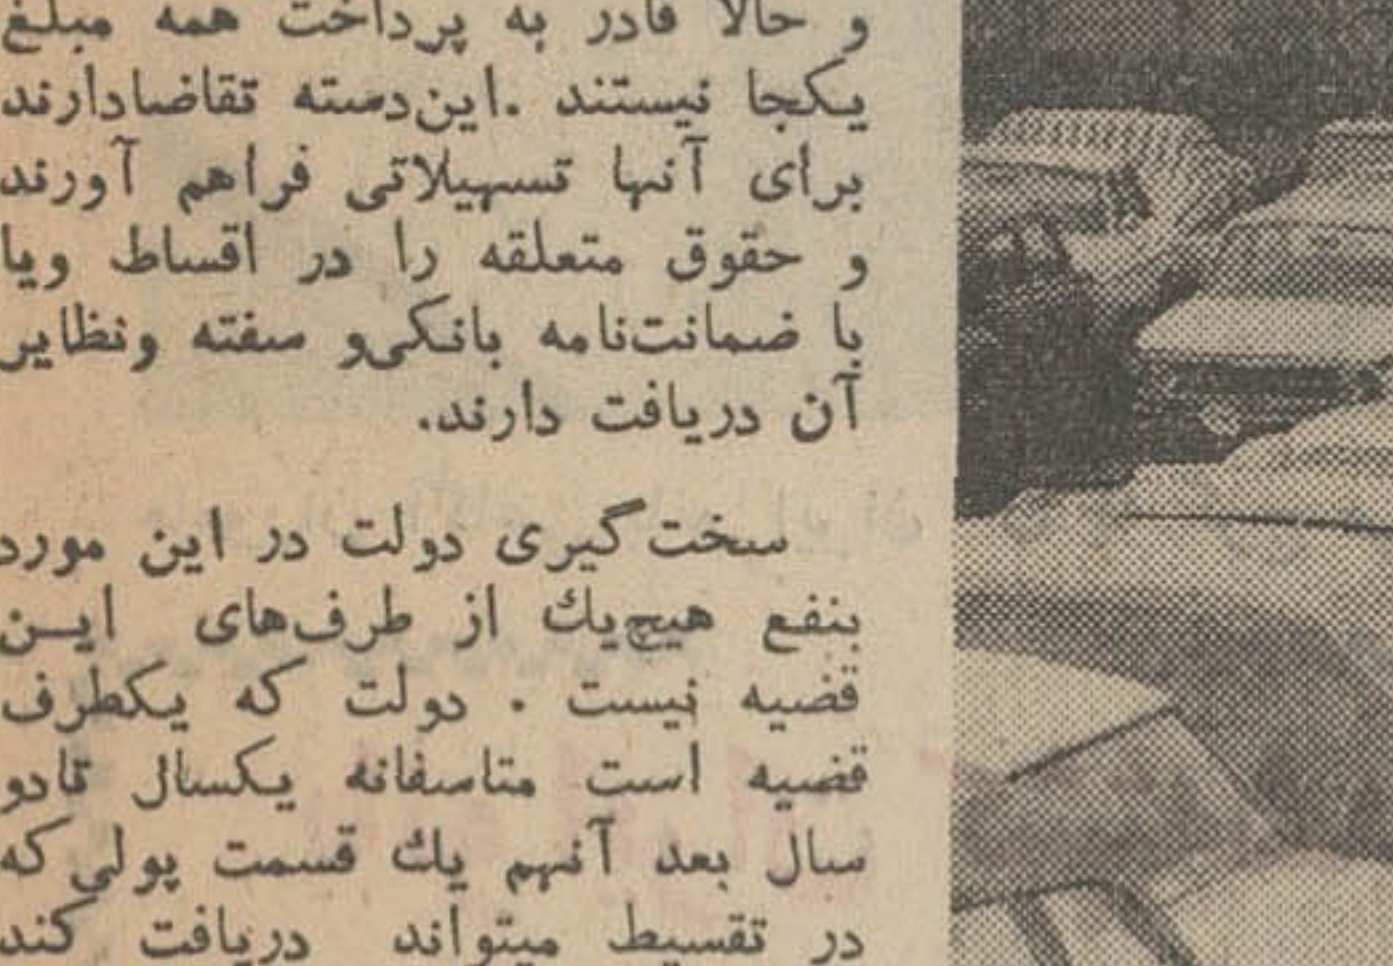 و حالا قادر به پرداخت همه مبلغ
یکجا نیستند .این‌دسته تقاضادارند
برای آنها تسهیلاتی فراهم آورند
و حقوق متعلقه را در اقساط ویا
با ضمانت‌نامه بانکی‌و سفته ونظایر
آن دریافت دارند.
سخت‌گیری دولت در این مورد
بنفع هیچ‌یك از طرف‌های ایـن
قضیه نیست . دولت که یکطرف
قضیه است متاسفانه یکسال تادو
سال بعد آنهم یك قسمت پولی‌که
در تقسیط میتواند دریافت کند